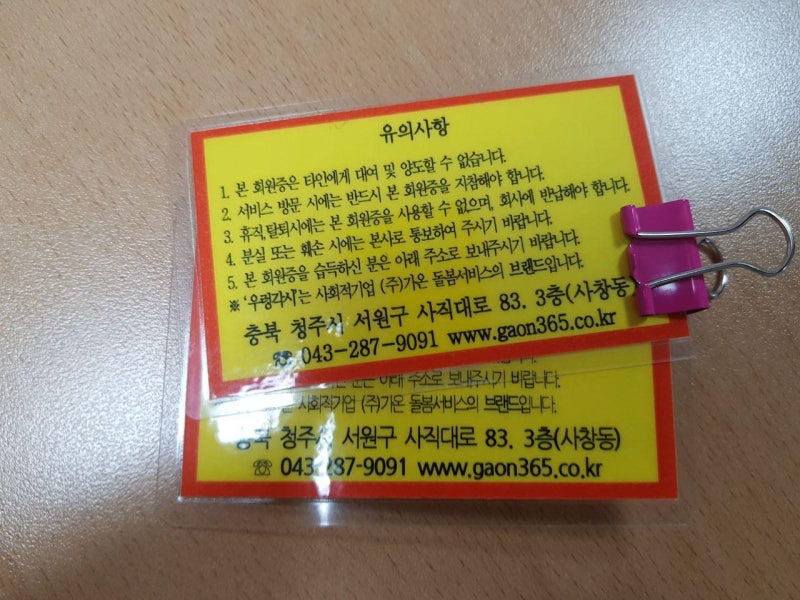 유의사항
1. 본 회원증은 타인에게 대여 및 양도할 수 없습니다.
2. 서비스 방문 시에는 반드시 본 회원증을 지참해야 합니다.
3. 휴직,탈퇴시에는 본 회원증을 사용할 수 없으며, 회사에 반납해야 합니다.
4. 분실 또는 훼손 시에는 본사로 통보하여 주시기 바랍니다.
5. 본 회원증을 습득하신 분은 아래 주소로 보내주시기 바랍니다.
※ '우렁각시'는 사회적기업 (주)가온 돌봄서비스의 브랜드입니다.
충북 청주시 서원구 사직대로 83. 3층(사창동)
☎ 043-287-9091 www.gaon365.co.kr
분은 아래 주소로 보내주시기 바랍니다.
사회적기업 (주)가온 돌봄서비스의 브랜드입니다.
충북 청주시 서원구 사직대로 83. 3층(사창동)
☏ 043-287-9091 www.gaon365.co.kr